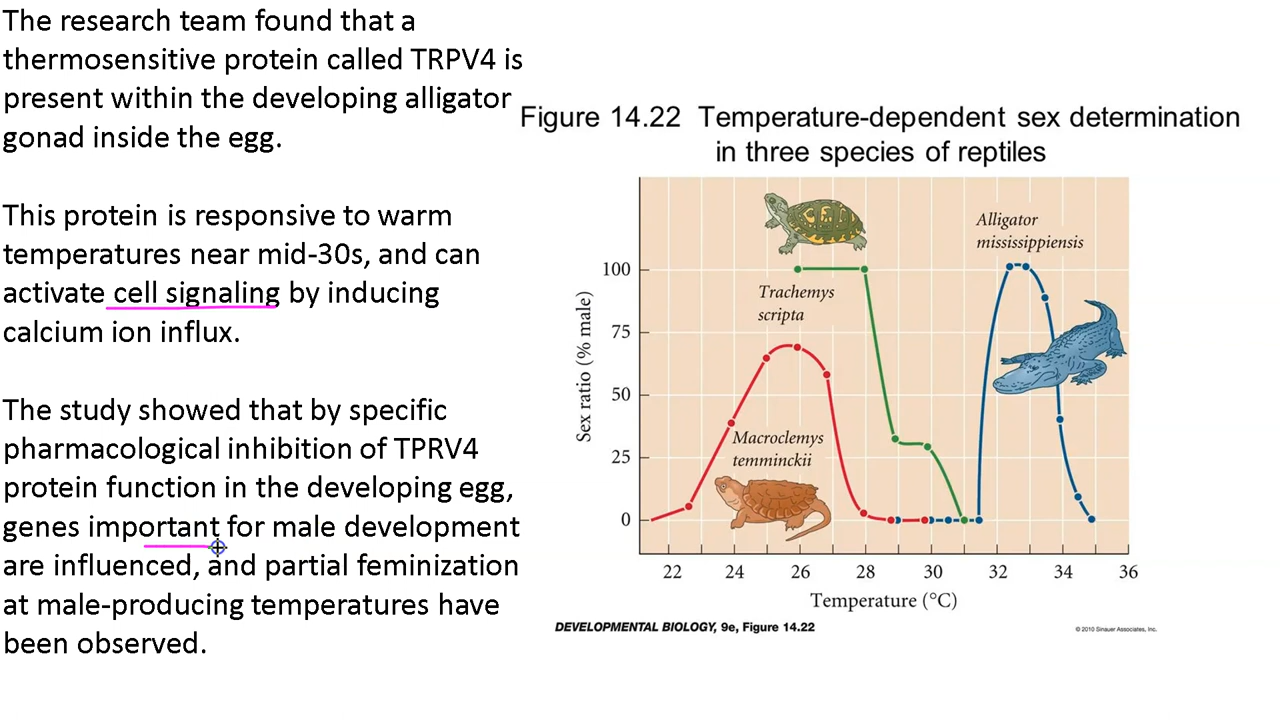 The research team found that a
thermosensitive protein called TRPV4 is
present within the developing alligator
gonad inside the egg.
This protein is responsive to warm
temperatures near mid-30s, and can
activate cell signaling by inducing
calcium ion influx.
The study showed that by specific
pharmacological inhibition of TPRV4
protein function in the developing egg,
genes important for male development
are influenced, and partial feminization
at male-producing temperatures have
been observed.
Figure 14.22 Temperature-dependent sex determination
in three species of reptiles
Alligator
mississippiensis
Trachemys
scripta
Macroclemys
temminckii
Sex ratio (% male)
100
75
50
25
0
22 24 26 28 30 32 34 36
Temperature (°C)
DEVELOPMENTAL BIOLOGY, 9e, Figure 14.22
© 2010 Sinauer Associates, Inc.